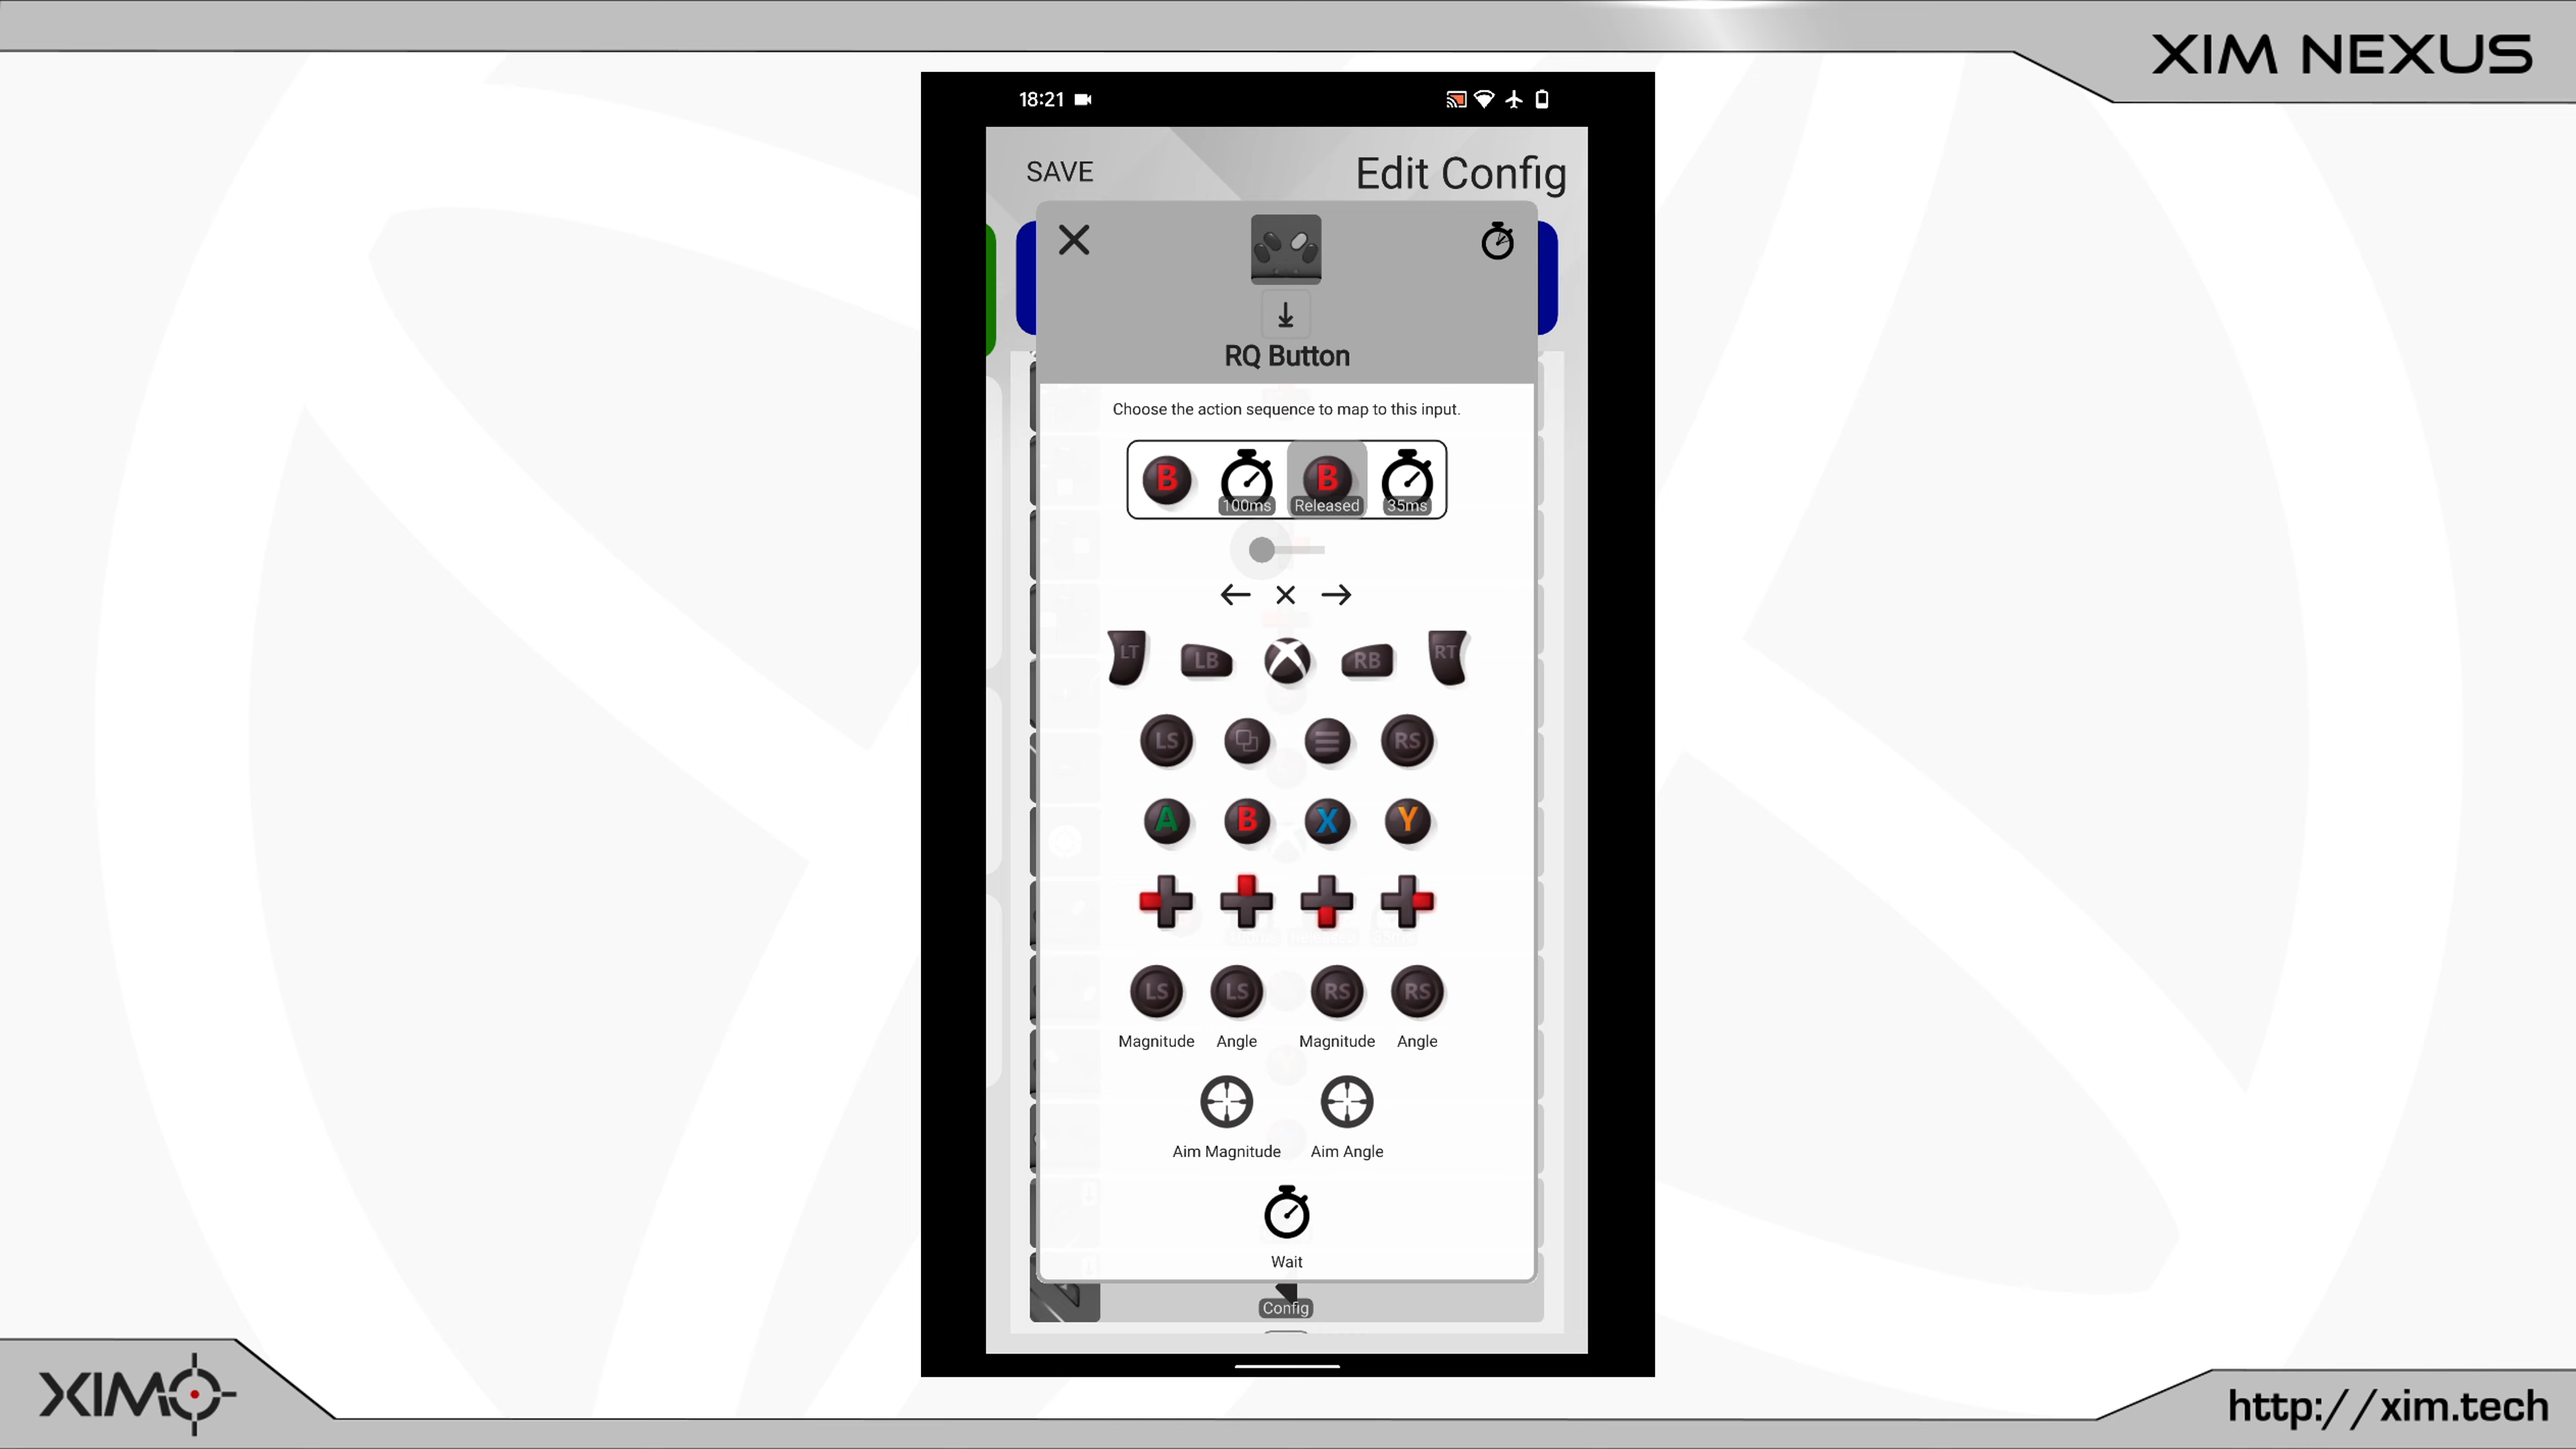 XIM NEXUS
18:21
SAVE
Edit Config
RQ Button
Choose the action sequence to map to this input.
B B
100ms Released 35ms
LT LB RB RT
LS RS
A B X Y
LS LS RS RS
Magnitude Angle Magnitude Angle
Aim Magnitude Aim Angle
Wait
Config
XIM
http://xim.tech